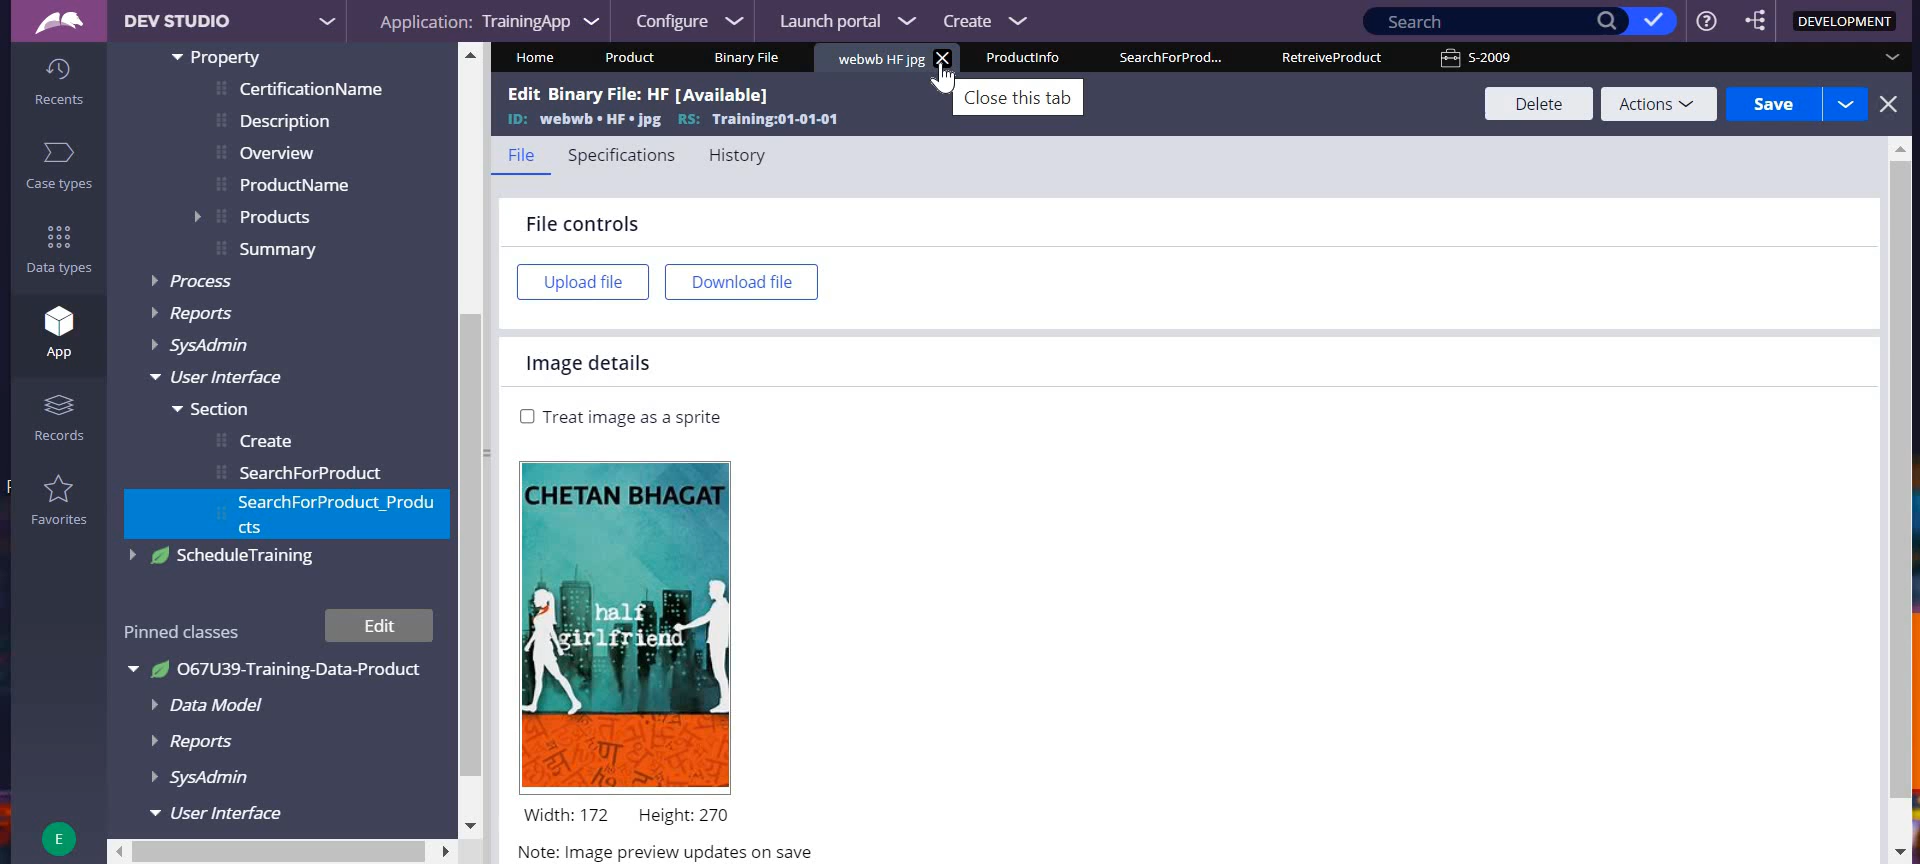 DEV STUDIO
Application: TrainingApp
Configure
Launch portal
Create
Search
DEVELOPMENT
Recents
Case types
Data types
App
Records
Favorites
E
Property
CertificationName
Description
Overview
ProductName
Products
Summary
Process
Reports
SysAdmin
User Interface
Section
Create
SearchForProduct
SearchForProduct_Produ
cts
ScheduleTraining
Pinned classes
Edit
O67U39-Training-Data-Product
Data Model
Reports
SysAdmin
User Interface
Home
Product
Binary File
webwb HF jpg
ProductInfo
SearchForProd...
RetreiveProduct
S-2009
Close this tab
Edit Binary File: HF [Available]
ID: webwb • HF • jpg RS: Training:01-01-01
Delete
Actions
Save
File
Specifications
History
File controls
Upload file
Download file
Image details
Treat image as a sprite
CHETAN BHAGAT
half
girlfriend
Width: 172 Height: 270
Note: Image preview updates on save